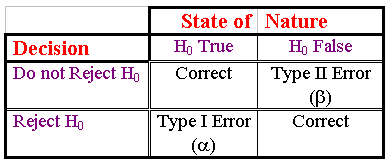 State of Nature
Decision H₀ True H₀ False
Do not Reject H₀ Correct Type II Error
(β)
Reject H₀ Type I Error Correct
(α)